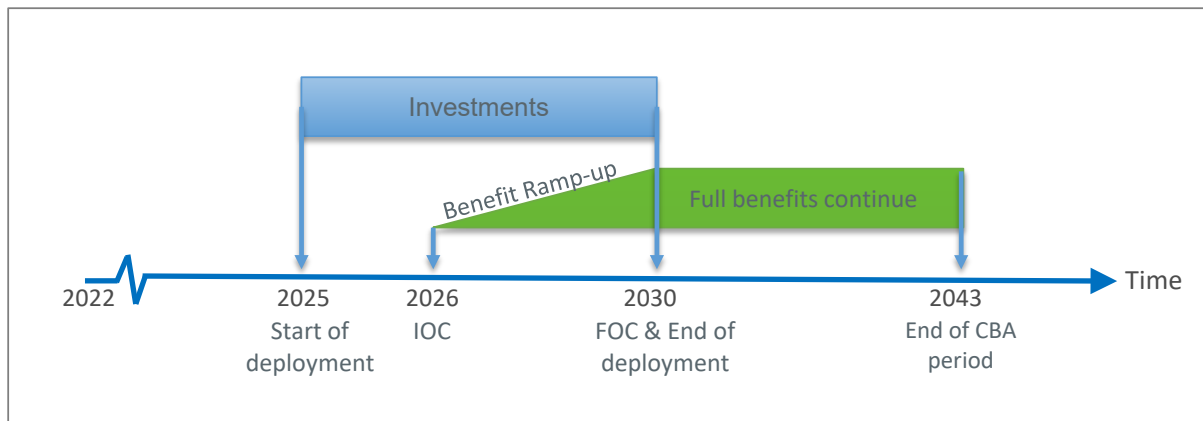 Investments
Benefit Ramp-up
Full benefits continue
Time
2022
2025
2026
2030
2043
Start of
deployment
IOC
FOC & End of
deployment
End of CBA
period